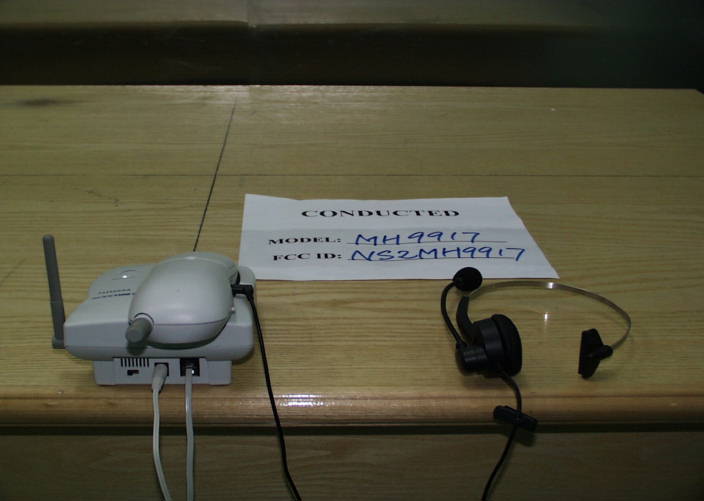 CONDUCTED
MODEL: MH9917
FCC ID: NS2MH9917